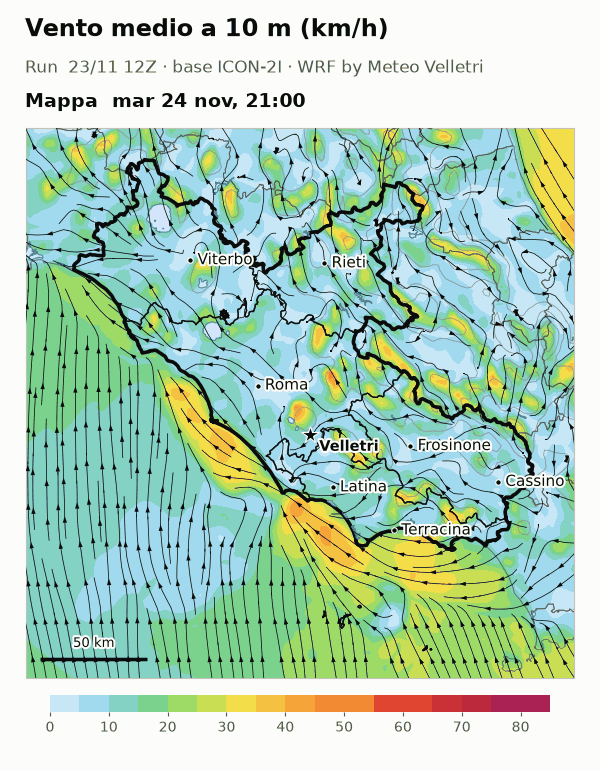 Vento medio a 10 m (km/h)
Run  23/11 12Z · base ICON-2I · WRF by Meteo Velletri
Mappa  mar 24 nov, 21:00
Viterbo
Rieti
Roma
Velletri
Frosinone
Latina
Cassino
Terracina
50 km
0 10 20 30 40 50 60 70 80